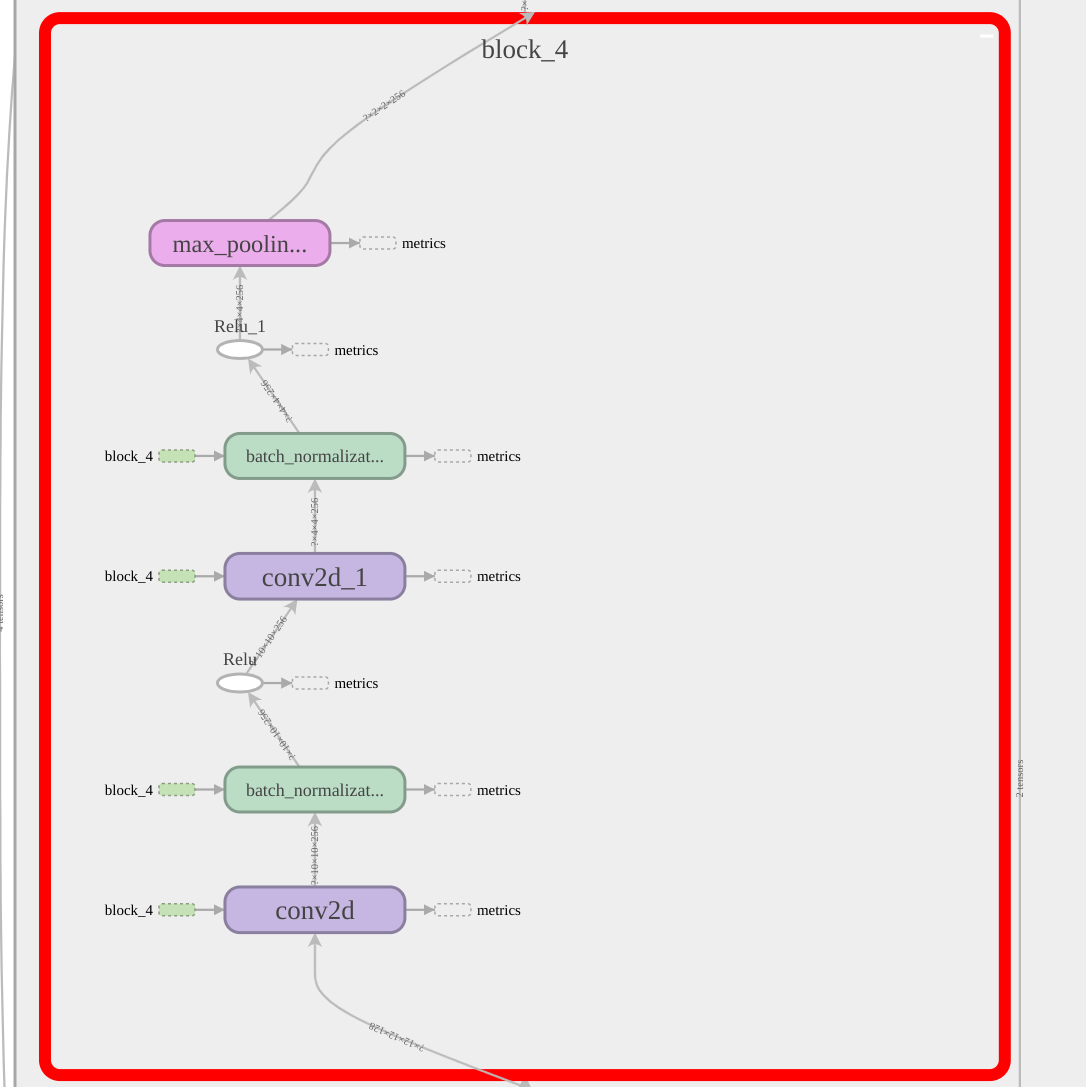 block_4
?×2×2×256
max_poolin...
metrics
?×4×4×256
Relu_1
metrics
?×4×4×256
block_4
batch_normalizat...
metrics
?×4×4×256
block_4
conv2d_1
metrics
?×10×10×256
Relu
metrics
?×10×10×256
block_4
batch_normalizat...
metrics
2 tensors
?×10×10×256
block_4
conv2d
metrics
?×12×12×128